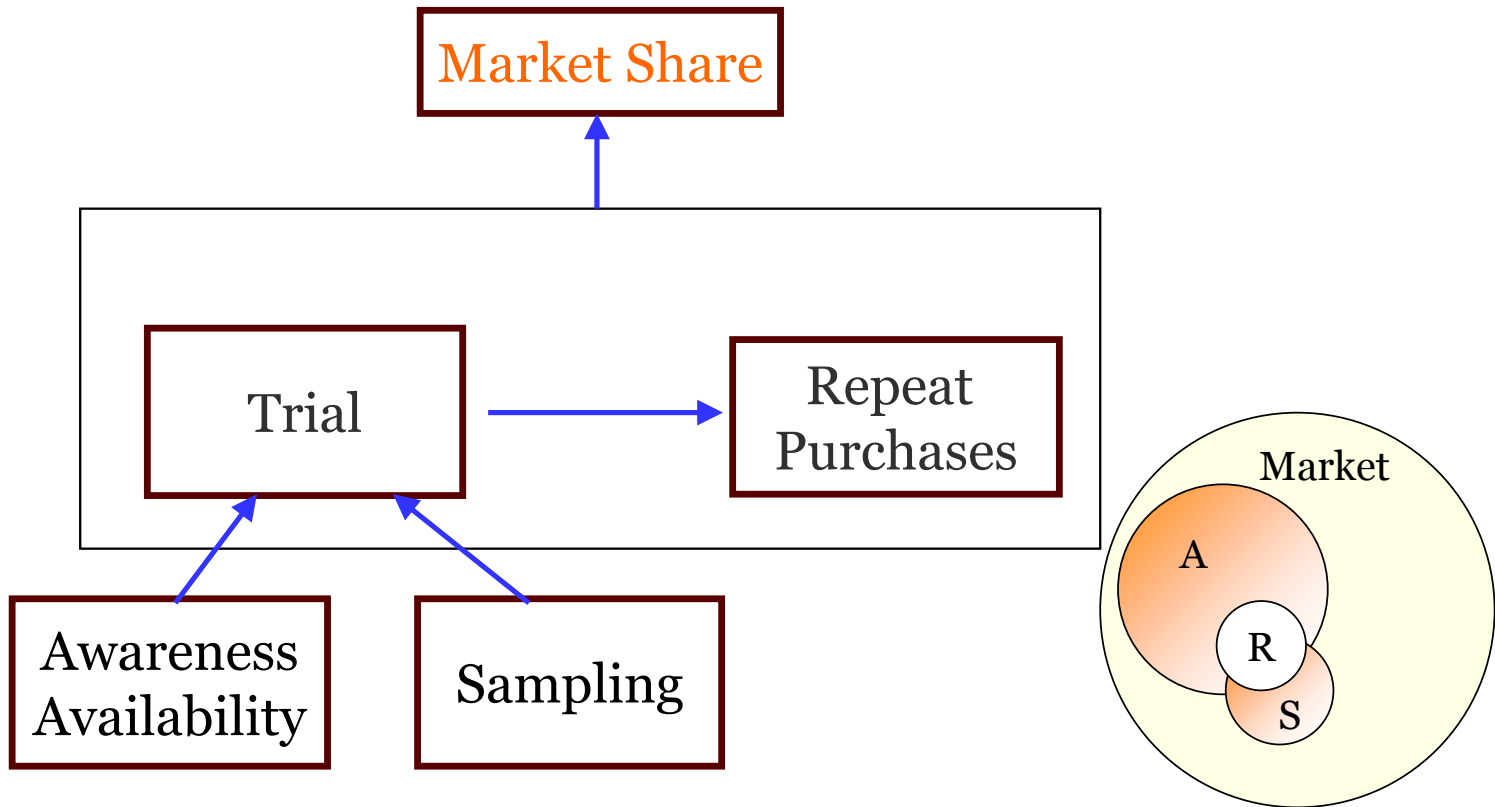 Market Share
Trial
Repeat
Purchases
Awareness
Availability
Sampling
Market
A
R
S